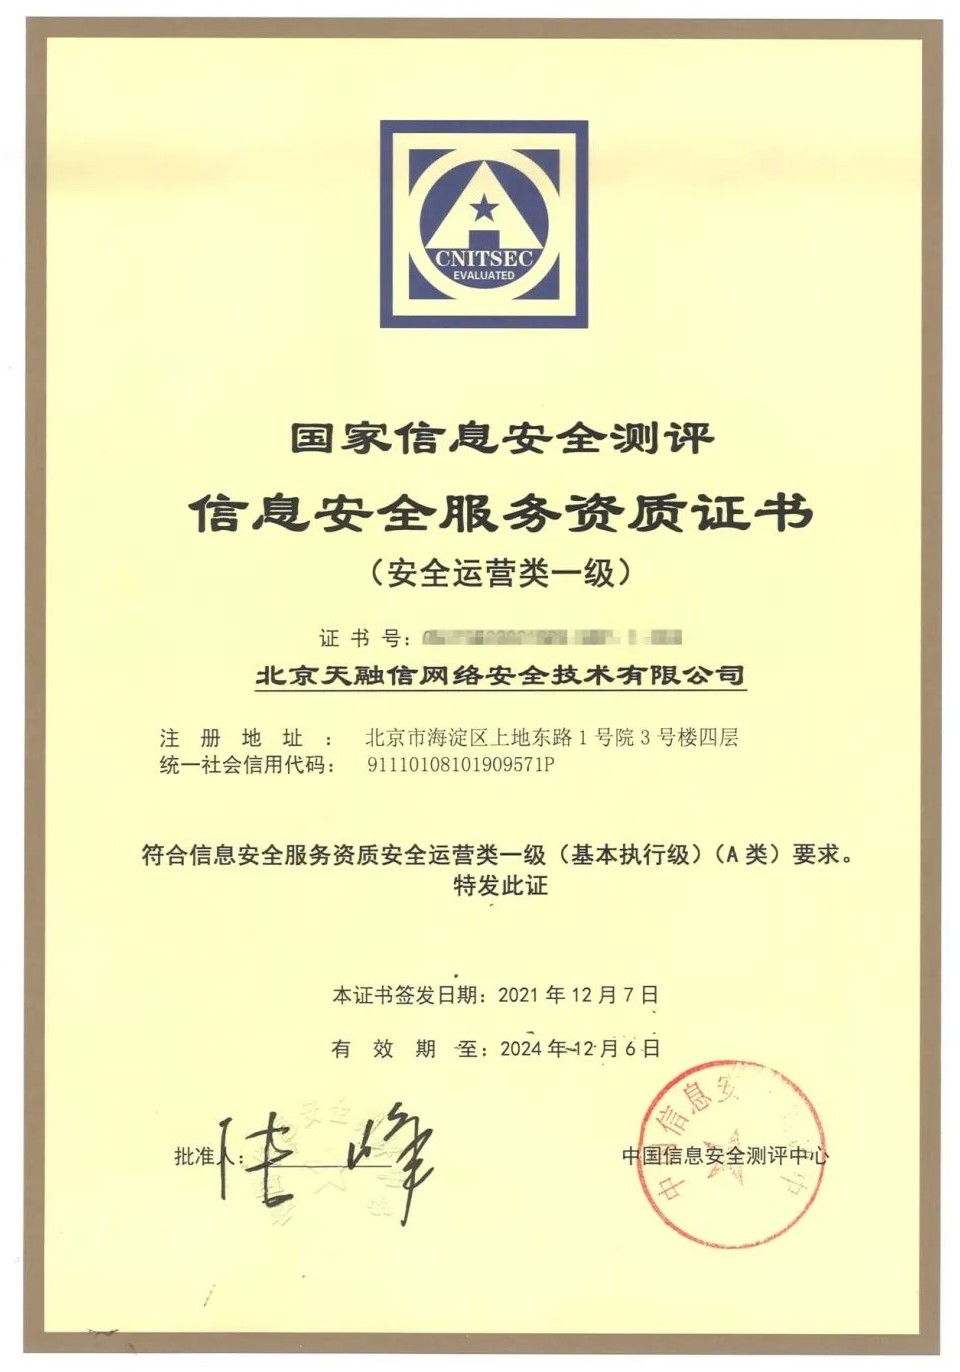 CNITSEC
EVALUATED
国家信息安全测评
信息安全服务资质证书
（安全运营类一级）
证 书 号：
北京天融信网络安全技术有限公司
注 册 地 址 ： 北京市海淀区上地东路1号院3号楼四层
统一社会信用代码： 91110108101909571P
符合信息安全服务资质安全运营类一级（基本执行级）（A类）要求。
特发此证
本证书签发日期：2021年12月7日
有 效 期 至：2024年12月6日
批准人：
中国信息安全测评中心
中国信息安